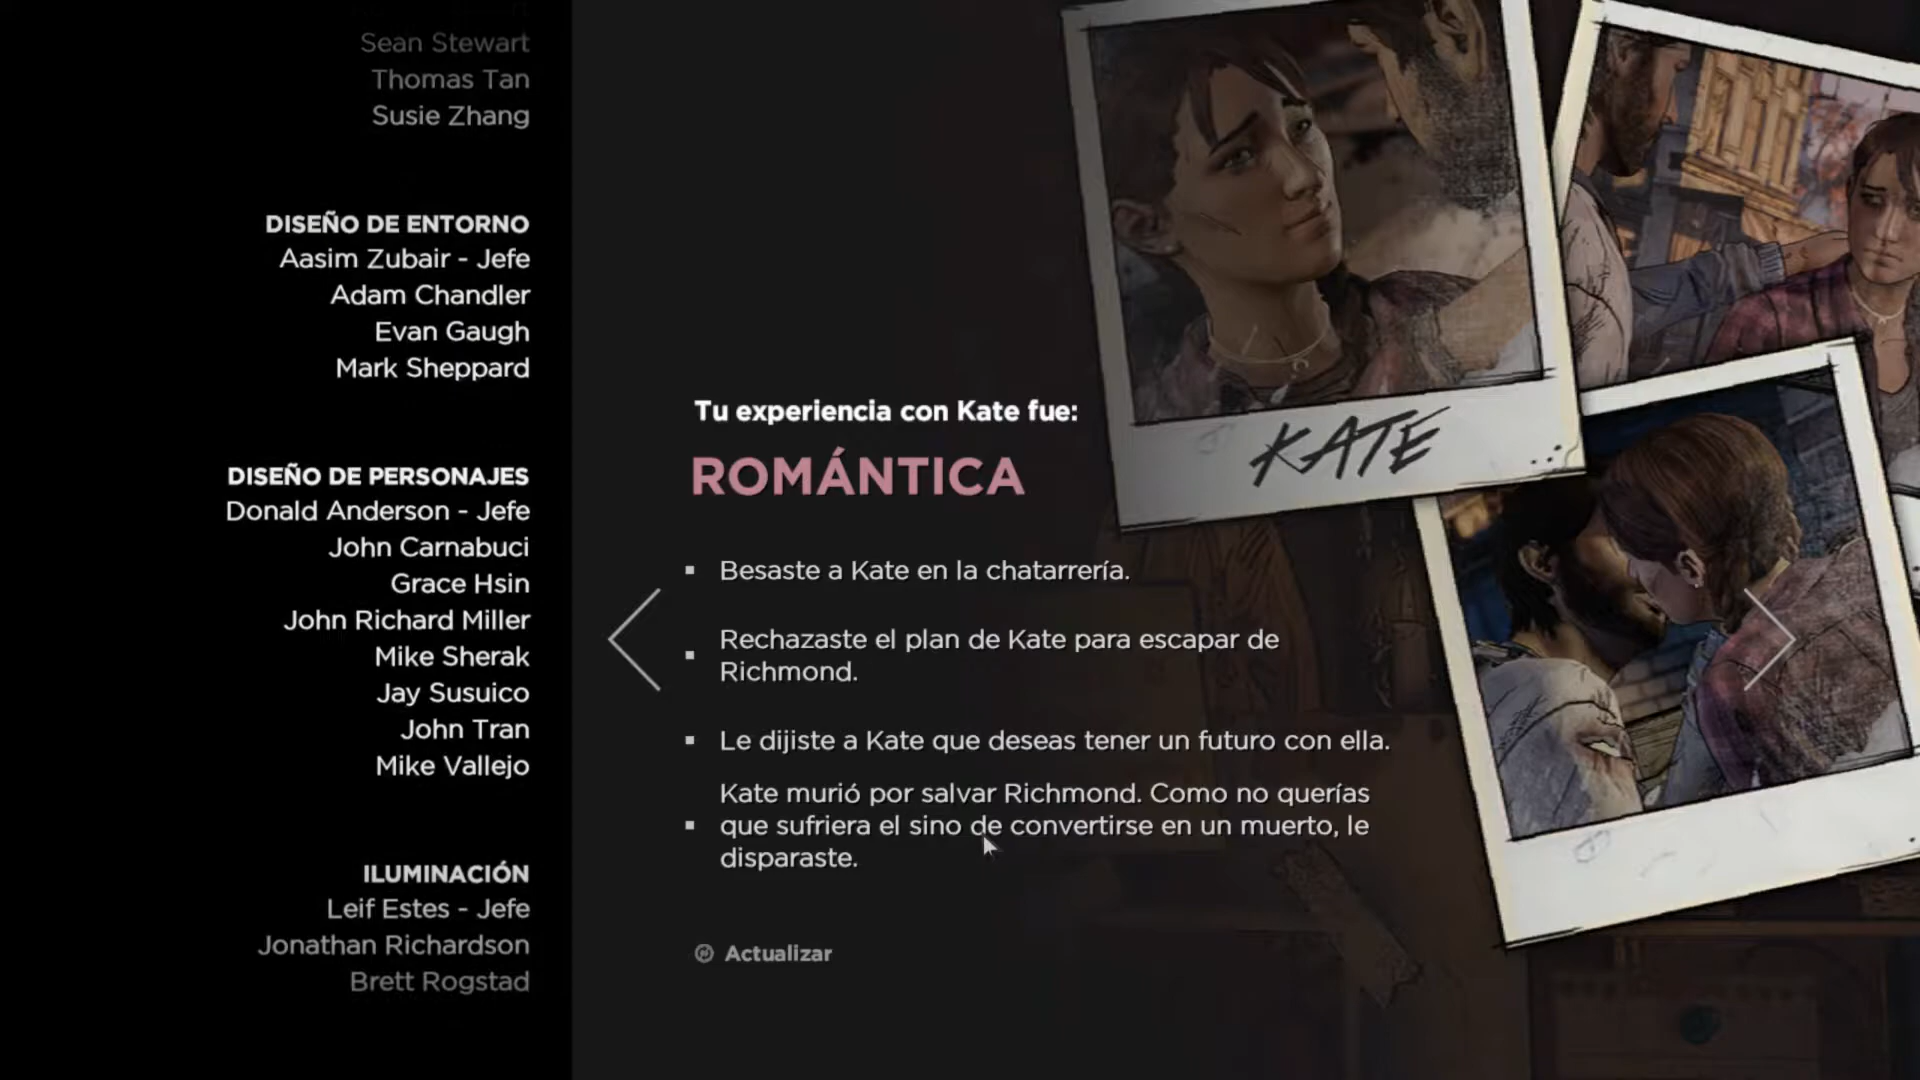 Sean Stewart
Thomas Tan
Susie Zhang
DISEÑO DE ENTORNO
Aasim Zubair - Jefe
Adam Chandler
Evan Gaugh
Mark Sheppard
DISEÑO DE PERSONAJES
Donald Anderson - Jefe
John Carnabuci
Grace Hsin
John Richard Miller
Mike Sherak
Jay Susuico
John Tran
Mike Vallejo
ILUMINACIÓN
Leif Estes - Jefe
Jonathan Richardson
Brett Rogstad
Tu experiencia con Kate fue:
ROMÁNTICA
▪ Besaste a Kate en la chatarrería.
▪ Rechazaste el plan de Kate para escapar de
Richmond.
▪ Le dijiste a Kate que deseas tener un futuro con ella.
▪ Kate murió por salvar Richmond. Como no querías
que sufriera el sino de convertirse en un muerto, le
disparaste.
Actualizar
KATE